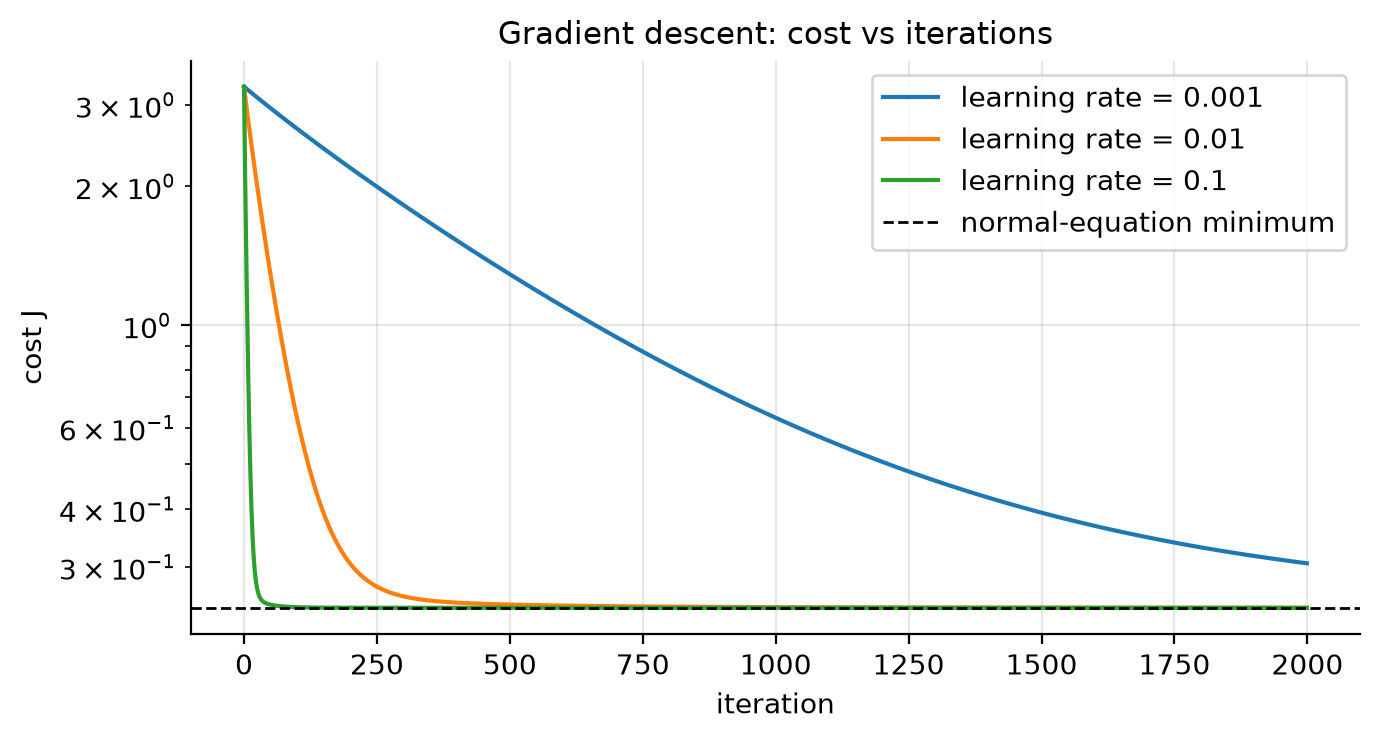 Gradient descent: cost vs iterations
learning rate = 0.001
learning rate = 0.01
learning rate = 0.1
normal-equation minimum
cost J
3 × 10⁰
2 × 10⁰
10⁰
6 × 10⁻¹
4 × 10⁻¹
3 × 10⁻¹
0 250 500 750 1000 1250 1500 1750 2000
iteration